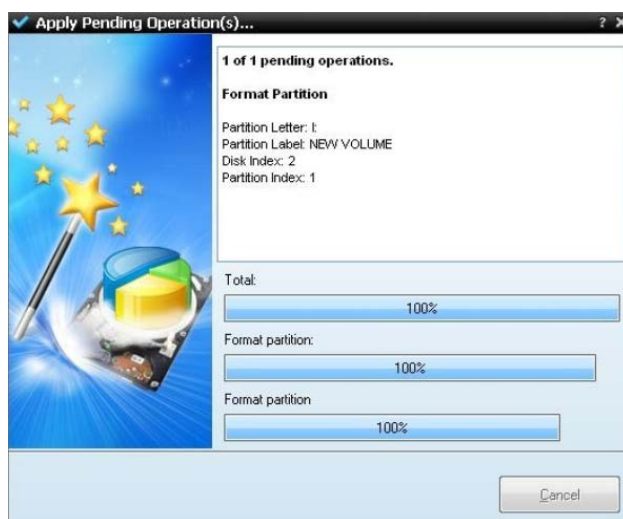 Apply Pending Operation(s)...
1 of 1 pending operations.
Format Partition
Partition Letter: I:
Partition Label: NEW VOLUME
Disk Index: 2
Partition Index: 1
Total:
100%
Format partition:
100%
Format partition
100%
Cancel